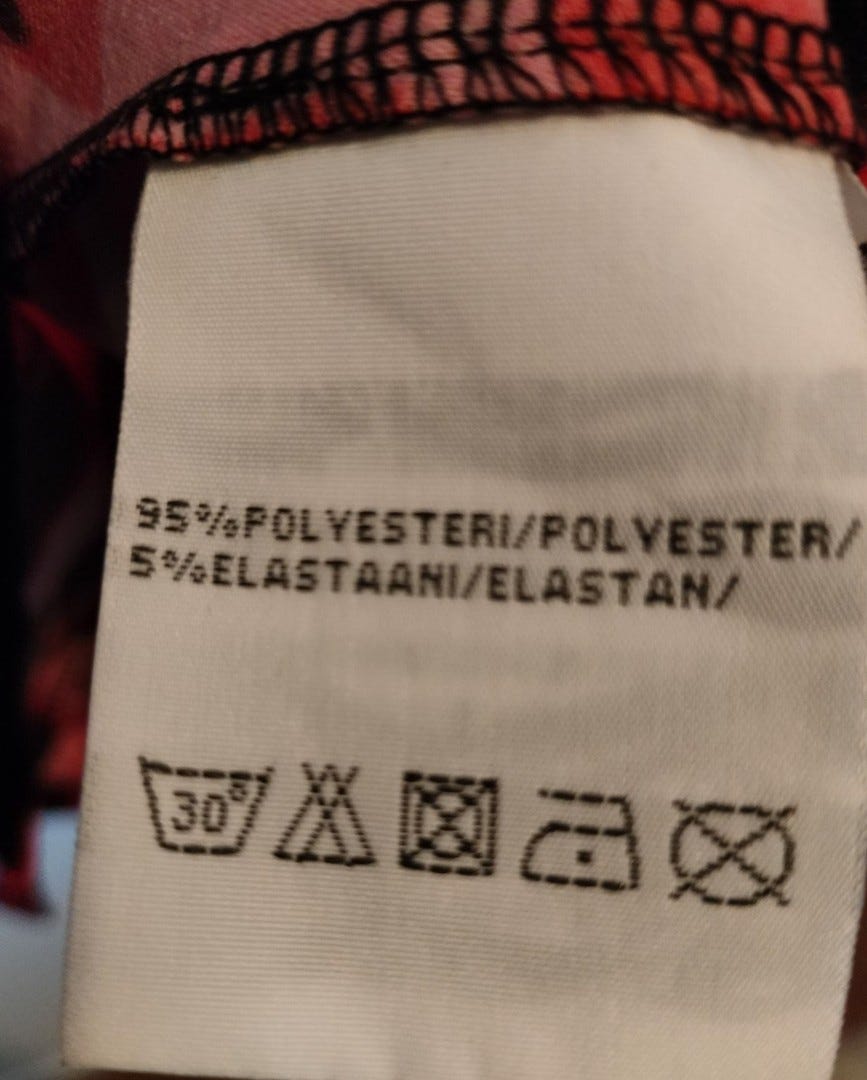 95%POLYESTERI/POLYESTER/
5%ELASTAANI/ELASTAN/
30°